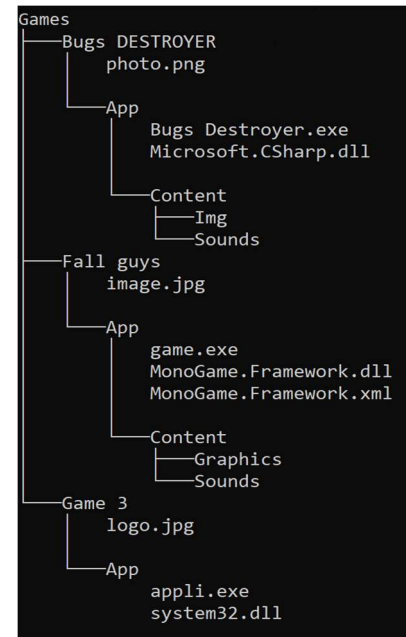 Games
Bugs DESTROYER
photo.png
App
Bugs Destroyer.exe
Microsoft.CSharp.dll
Content
Img
Sounds
Fall guys
image.jpg
App
game.exe
MonoGame.Framework.dll
MonoGame.Framework.xml
Content
Graphics
Sounds
Game 3
logo.jpg
App
appli.exe
system32.dll